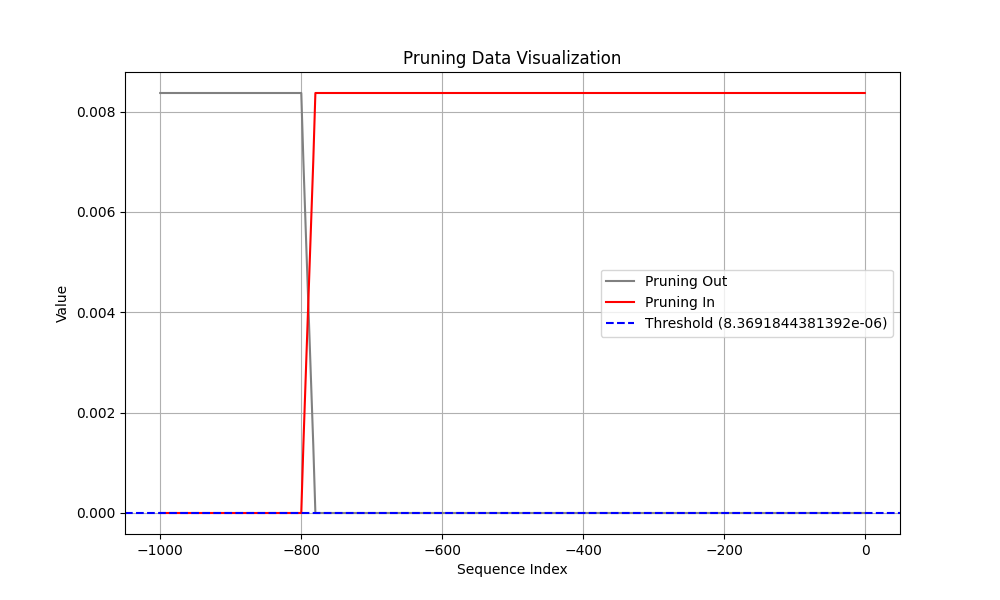 Pruning Data Visualization
Value
0.008
0.006
0.004
0.002
0.000
Pruning Out
Pruning In
Threshold (8.3691844381392e-06)
−1000 −800 −600 −400 −200 0
Sequence Index